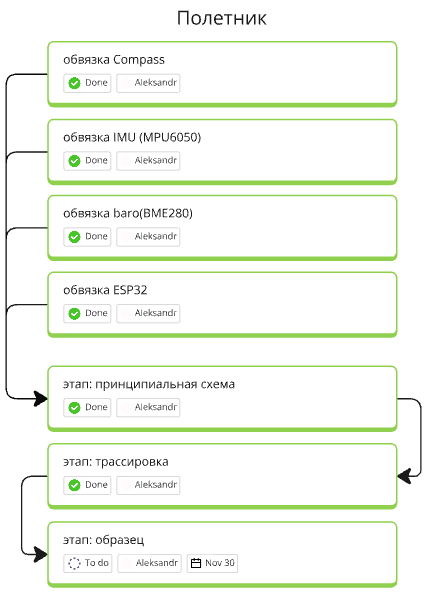 Полетник
обвязка Compass
Done Aleksandr
обвязка IMU (MPU6050)
Done Aleksandr
обвязка baro(BME280)
Done Aleksandr
обвязка ESP32
Done Aleksandr
этап: принципиальная схема
Done Aleksandr
этап: трассировка
Done Aleksandr
этап: образец
To do Aleksandr Nov 30